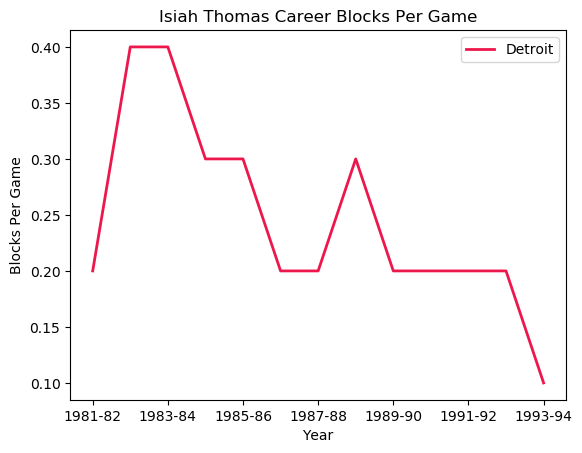 Isiah Thomas Career Blocks Per Game
Detroit
Blocks Per Game
0.40
0.35
0.30
0.25
0.20
0.15
0.10
1981-82 1983-84 1985-86 1987-88 1989-90 1991-92 1993-94
Year